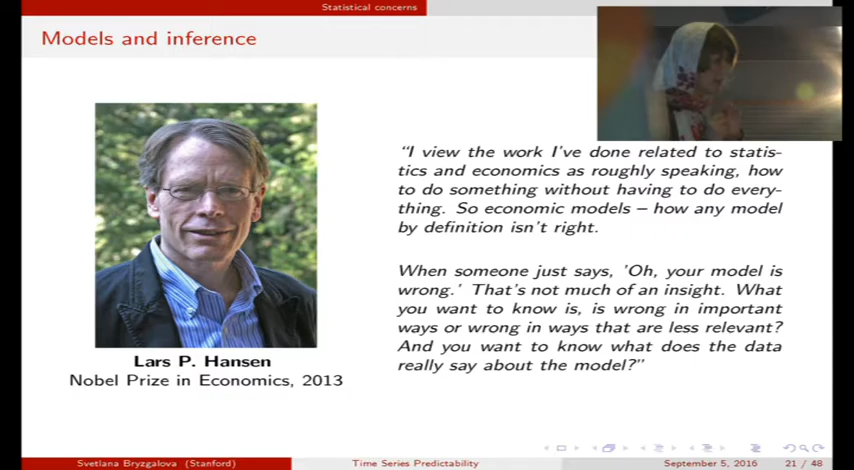 Statistical concerns
Models and inference
"I view the work I've done related to statis-
tics and economics as roughly speaking, how
to do something without having to do every-
thing. So economic models – how any model
by definition isn't right.
When someone just says, 'Oh, your model is
wrong.' That's not much of an insight. What
you want to know is, is wrong in important
ways or wrong in ways that are less relevant?
And you want to know what does the data
really say about the model?"
Lars P. Hansen
Nobel Prize in Economics, 2013
Svetlana Bryzgalova (Stanford)
Time Series Predictability
September 5, 2016
21 / 48